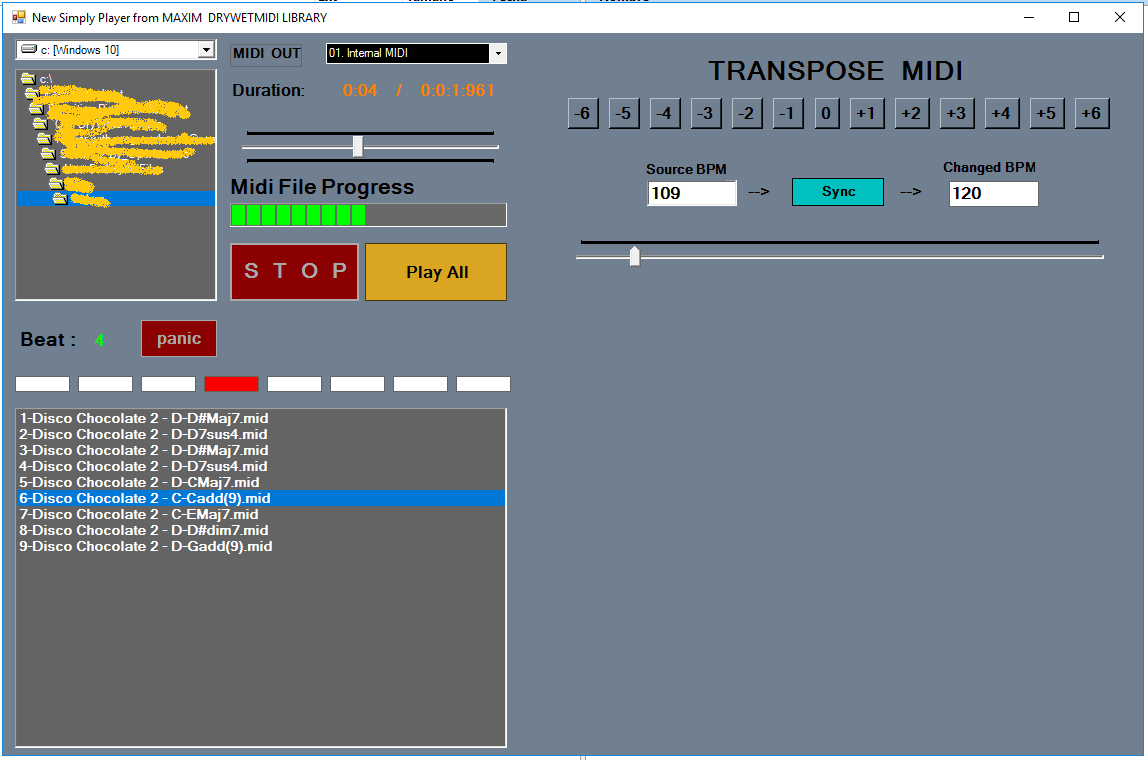 New Simply Player from MAXIM DRYWETMIDI LIBRARY
c: [Windows 10]
MIDI OUT
01. Internal MIDI
c:\
Duration:
0:04 / 0:0:1:961
Midi File Progress
S T O P
Play All
TRANSPOSE MIDI
-6 -5 -4 -3 -2 -1 0 +1 +2 +3 +4 +5 +6
Source BPM
Changed BPM
109 --> Sync --> 120
Beat : 4
panic
1-Disco Chocolate 2 - D-D#Maj7.mid
2-Disco Chocolate 2 - D-D7sus4.mid
3-Disco Chocolate 2 - D-D#Maj7.mid
4-Disco Chocolate 2 - D-D7sus4.mid
5-Disco Chocolate 2 - D-CMaj7.mid
6-Disco Chocolate 2 - C-Cadd(9).mid
7-Disco Chocolate 2 - C-EMaj7.mid
8-Disco Chocolate 2 - D-D#dim7.mid
9-Disco Chocolate 2 - D-Gadd(9).mid